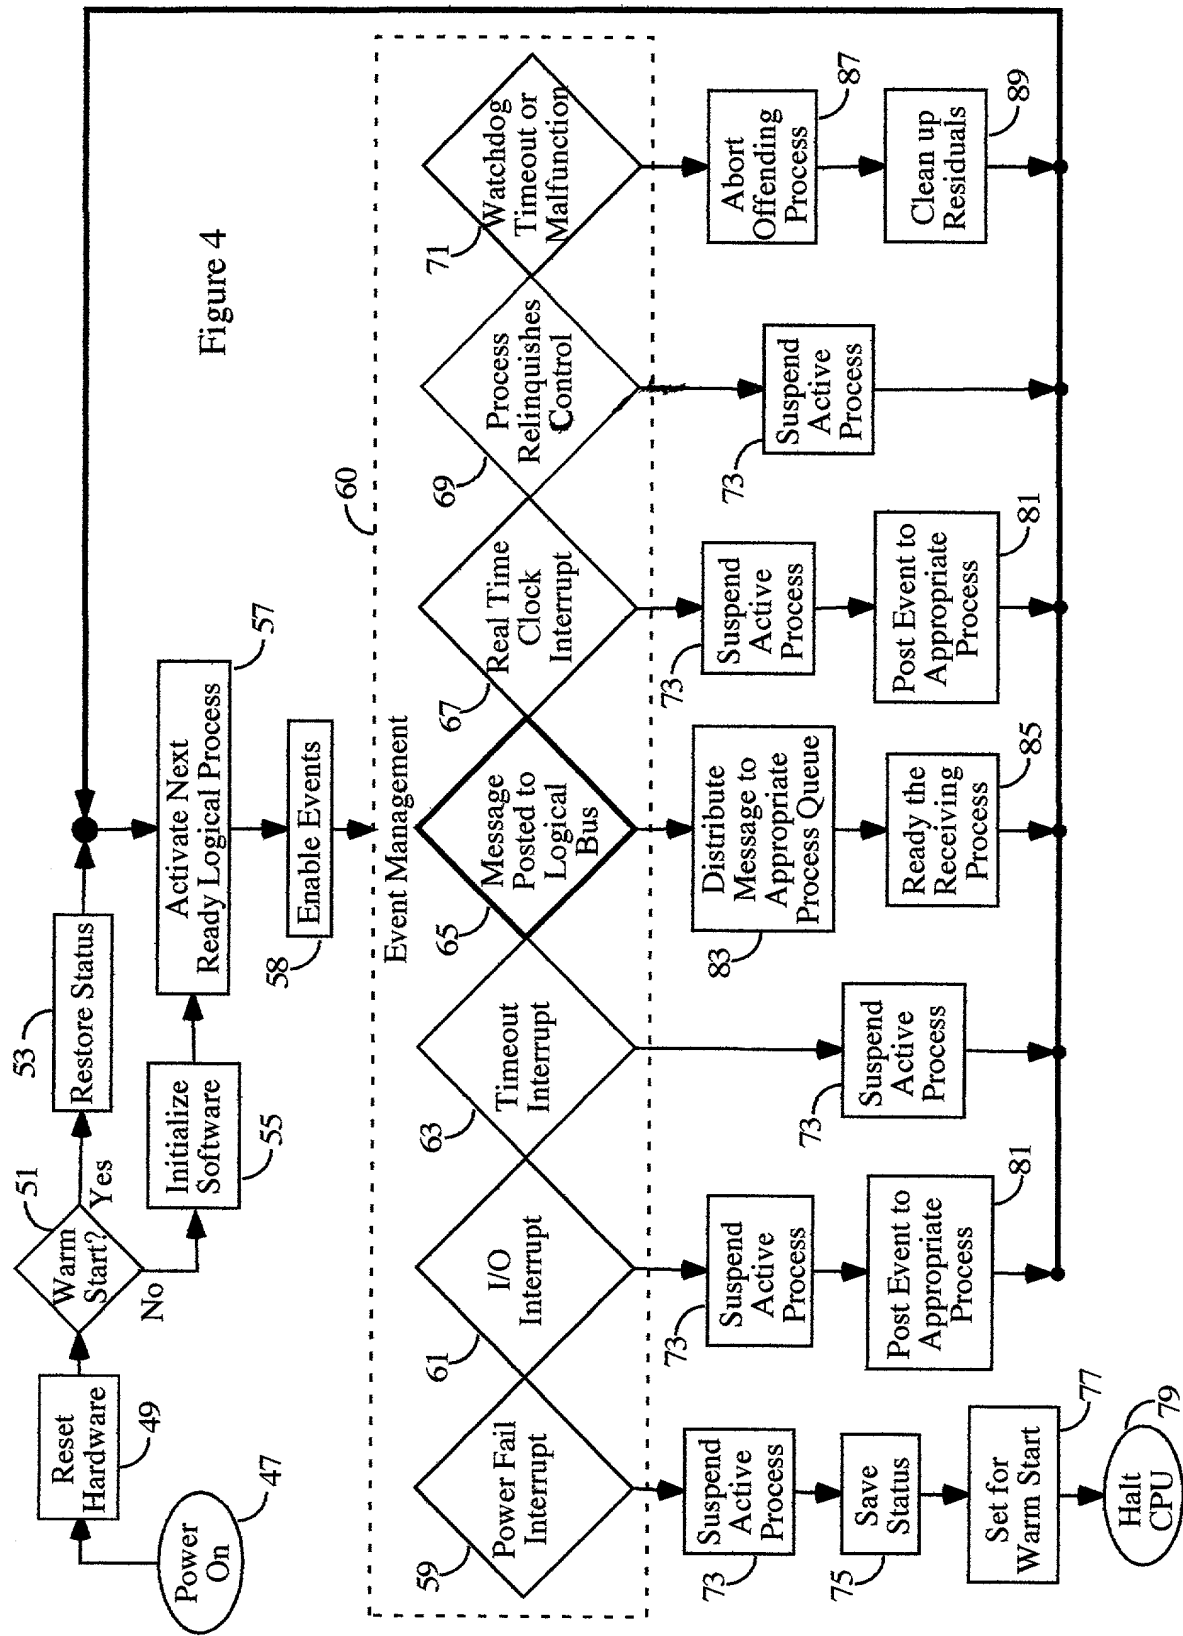 Figure 4
Power
On
47
Reset
Hardware
49
Warm
Start?
51
Yes
No
Restore Status
53
Initialize
Software
55
Activate Next
Ready Logical Process
57
Enable Events
58
Event Management
60
Power Fail
Interrupt
59
I/O
Interrupt
61
Timeout
Interrupt
63
Message
Posted to
Logical
Bus
65
Real Time
Clock
Interrupt
67
Process
Relinquishes
Control
69
Watchdog
Timeout or
Malfunction
71
Suspend
Active
Process
73
Save
Status
75
Set for
Warm Start
77
Halt
CPU
79
Suspend
Active
Process
73
Post Event to
Appropriate
Process
81
Suspend
Active
Process
73
Distribute
Message to
Appropriate
Process Queue
83
Ready the
Receiving
Process
85
Suspend
Active
Process
73
Post Event to
Appropriate
Process
81
Suspend
Active
Process
73
Abort
Offending
Process
87
Clean up
Residuals
89